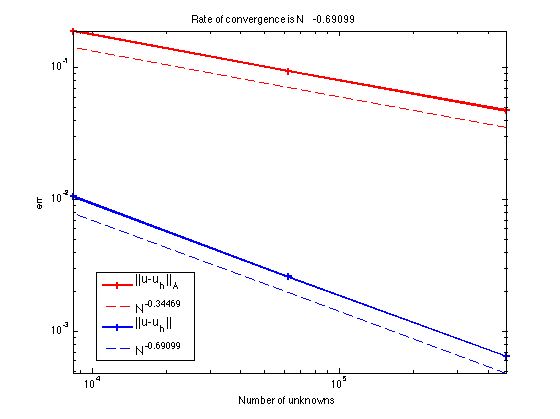 Rate of convergence is N -0.69099
10^-1
10^-2
10^-3
err
||u-u_h||_A
N^-0.34469
||u-u_h||
N^-0.69099
10^4
10^5
Number of unknowns